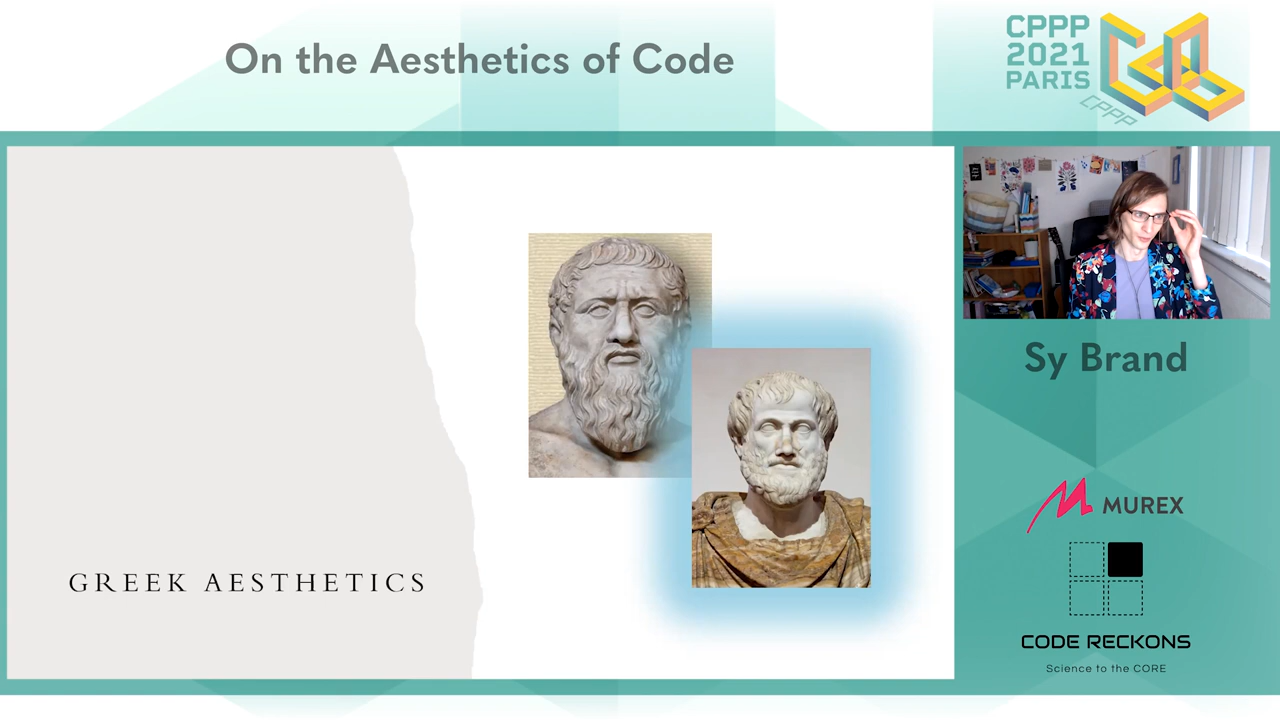 On the Aesthetics of Code
CPPP
2021
PARIS
CPPP
GREEK AESTHETICS
Sy Brand
MUREX
CODE RECKONS
Science to the CORE